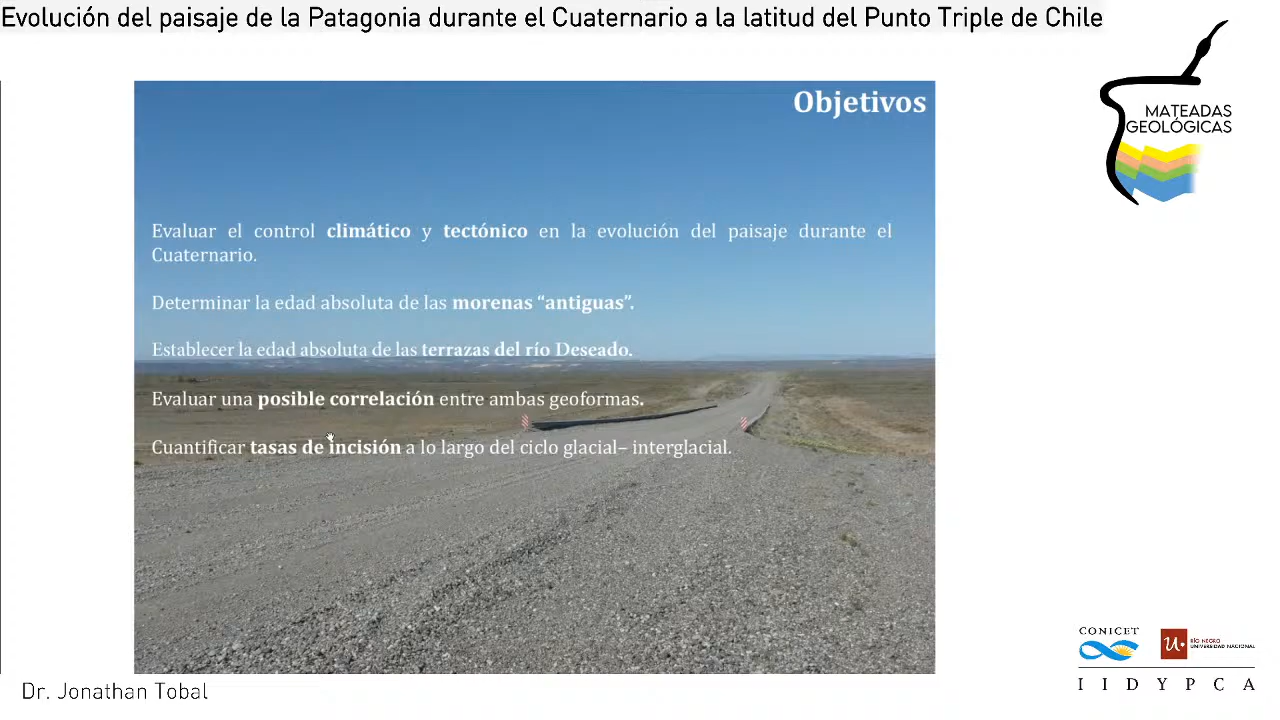 Evolución del paisaje de la Patagonia durante el Cuaternario a la latitud del Punto Triple de Chile
MATEADAS
GEOLÓGICAS
Objetivos
Evaluar el control climático y tectónico en la evolución del paisaje durante el
Cuaternario.
Determinar la edad absoluta de las morenas “antiguas”.
Establecer la edad absoluta de las terrazas del río Deseado.
Evaluar una posible correlación entre ambas geoformas.
Cuantificar tasas de incisión a lo largo del ciclo glacial– interglacial.
CONICET
RÍO NEGRO
UNIVERSIDAD NACIONAL
I I D Y P C A
Dr. Jonathan Tobal